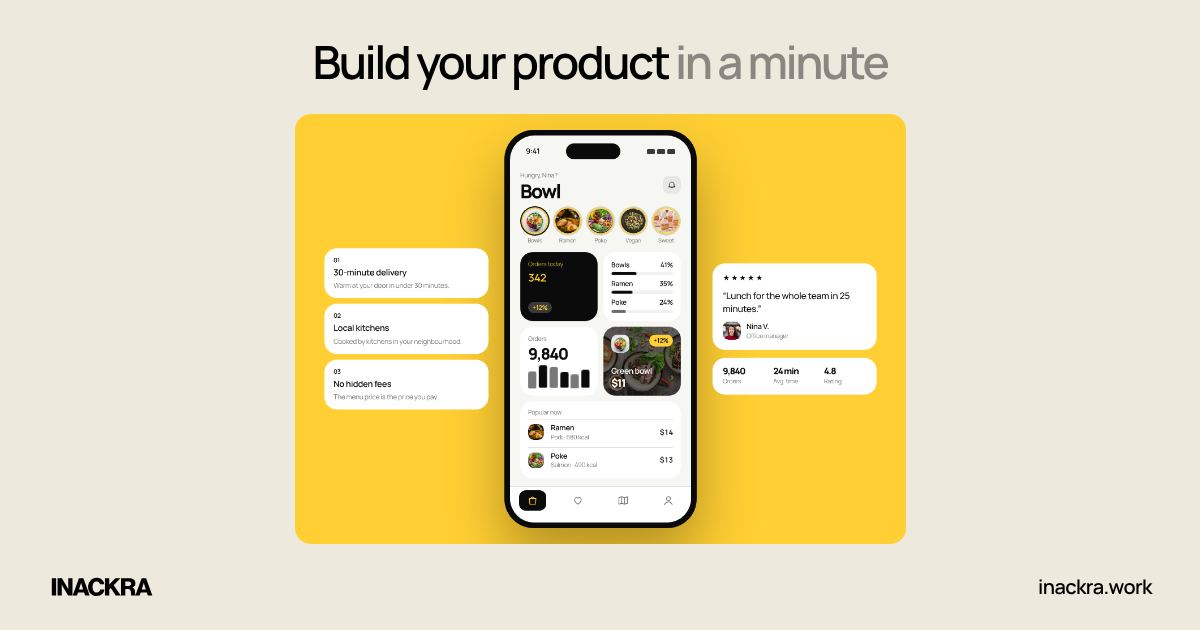 Build your product in a minute
01
30-minute delivery
Warm at your door in under 30 minutes.
02
Local kitchens
Cooked by kitchens in your neighbourhood.
03
No hidden fees
The menu price is the price you pay.
9:41
Hungry, Nina?
Bowl
Bowls Ramen Poke Vegan Sweet
Orders today
342
+12%
Bowls 41%
Ramen 35%
Poke 24%
Orders
9,840
+12%
Green bowl
$11
Popular now
Ramen
Pork · 680 kcal
$14
Poke
Salmon · 490 kcal
$13
★★★★★
“Lunch for the whole team in 25
minutes.”
Nina V.
Office manager
9,840 24 min 4.8
Orders Avg. time Rating
INACKRA
inackra.work